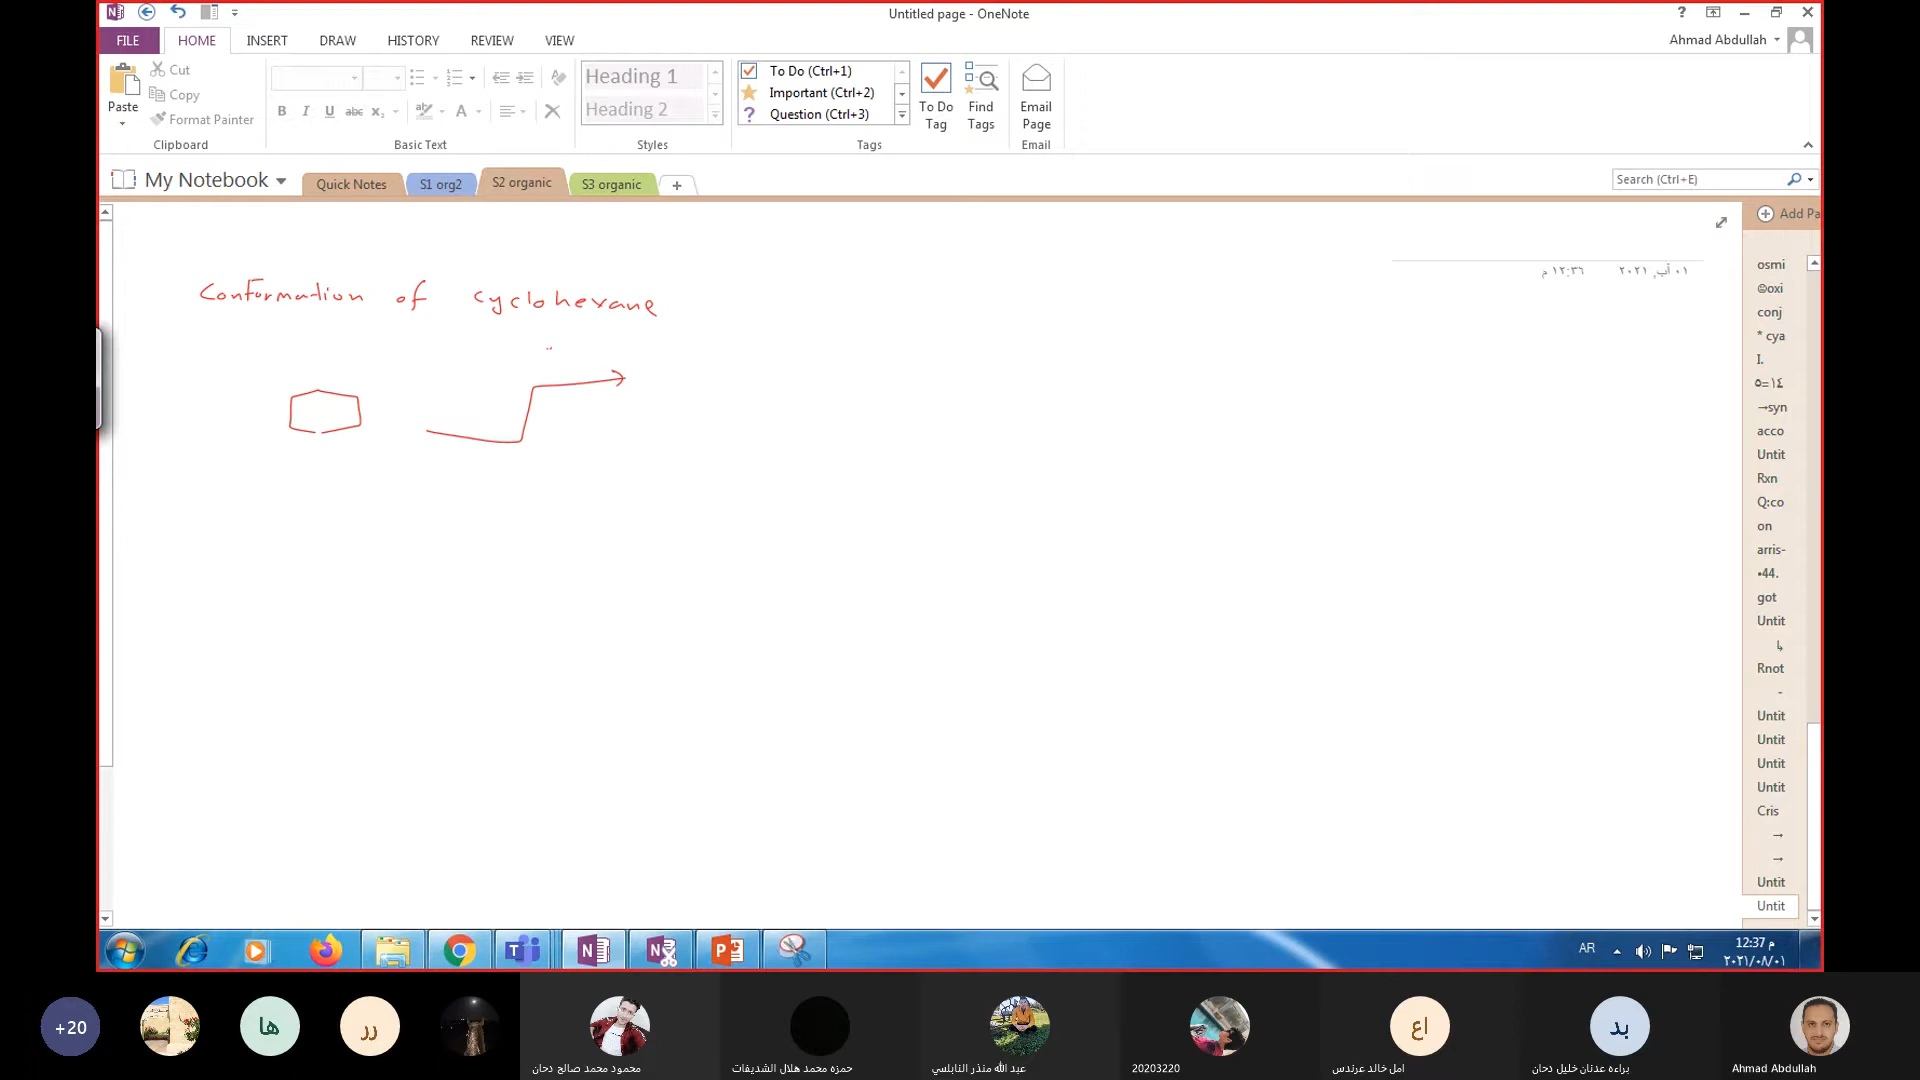 Untitled page - OneNote
FILE HOME INSERT DRAW HISTORY REVIEW VIEW
Ahmad Abdullah
Paste
Cut
Copy
Format Painter
Clipboard
B I U abc x₂ A
Basic Text
Heading 1
Heading 2
Styles
To Do (Ctrl+1)
Important (Ctrl+2)
Question (Ctrl+3)
To Do Tag
Find Tags
Tags
Email Page
Email
My Notebook
Quick Notes
S1 org2
S2 organic
S3 organic
Search (Ctrl+E)
Add Pa
٠١ آب, ٢٠٢١ ١٢:٣٦ م
Conformation of cyclohexane
osmi
☺oxi
conj
* cya
I.
٥=١٤
→syn
acco
Untit
Rxn
Q:co
on
arris-
•44.
got
Untit
↳
Rnot
-
Untit
Untit
Untit
Untit
Cris
→
→
Untit
Untit
AR
12:37 م
٢٠٢١/٠٨/٠١
+20
ها
رر
محمود محمد صالح دحان
حمزه محمد هلال الشديفات
عبد الله منذر النابلسي
20203220
اع
امل خالد عرندس
بد
براءه عدنان خليل دحان
Ahmad Abdullah